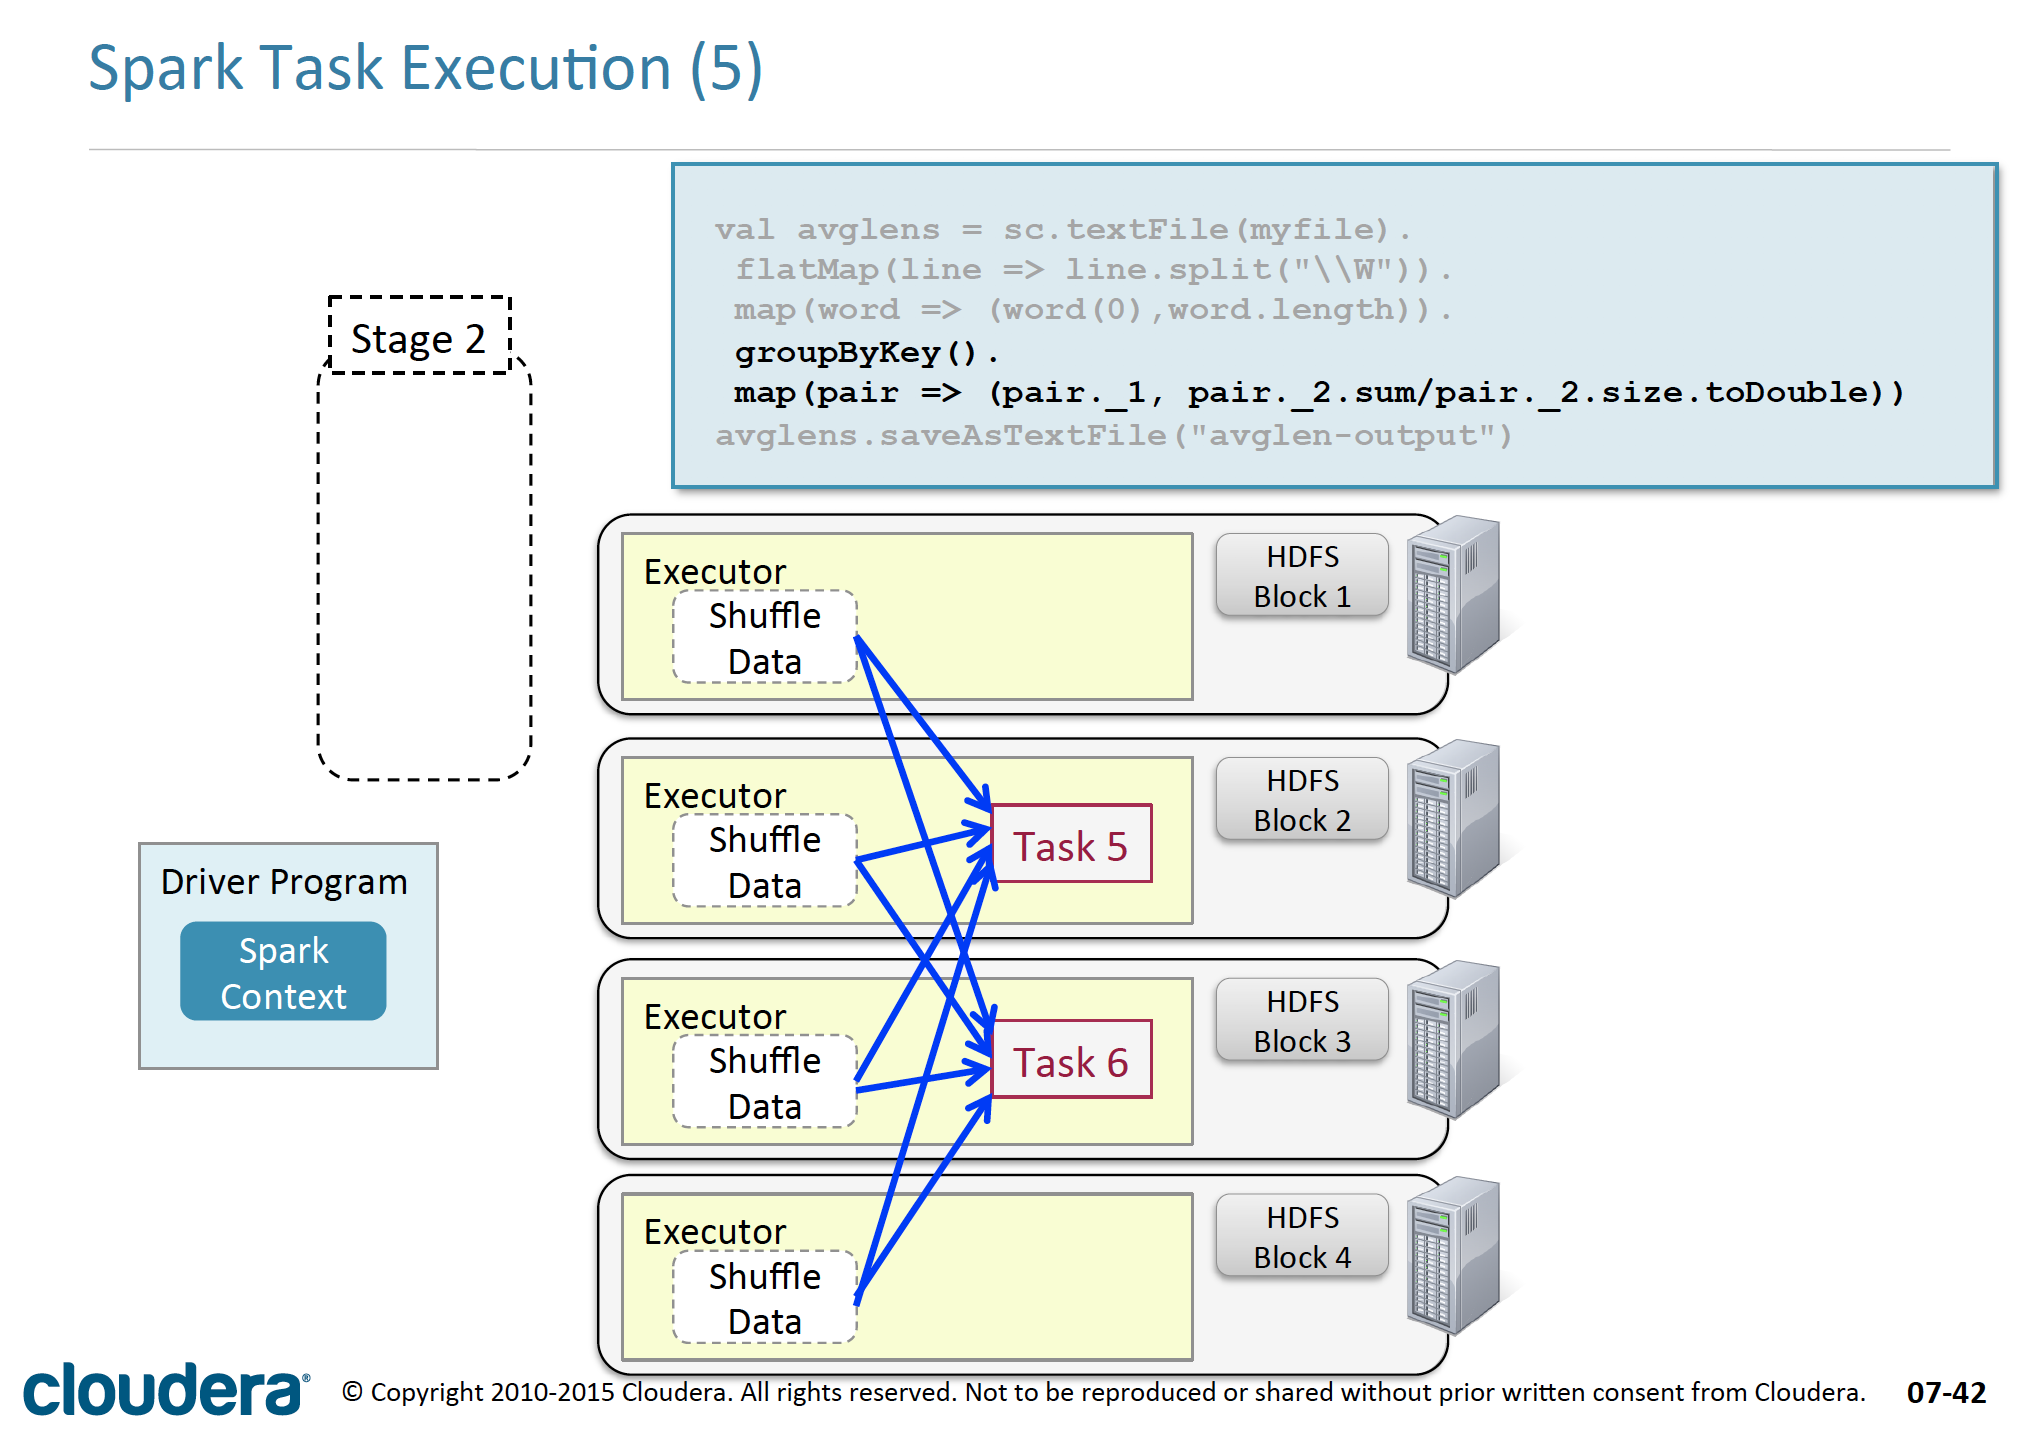 Spark Task Execution (5)
val avglens = sc.textFile(myfile).
flatMap(line => line.split("\\W")).
map(word => (word(0),word.length)).
groupByKey().
map(pair => (pair._1, pair._2.sum/pair._2.size.toDouble))
avglens.saveAsTextFile("avglen-output")
Stage 2
Driver Program
Spark
Context
Executor
Shuffle
Data
HDFS
Block 1
Executor
Shuffle
Data
Task 5
HDFS
Block 2
Executor
Shuffle
Data
Task 6
HDFS
Block 3
Executor
Shuffle
Data
HDFS
Block 4
cloudera®
© Copyright 2010-2015 Cloudera. All rights reserved. Not to be reproduced or shared without prior written consent from Cloudera.
07-42